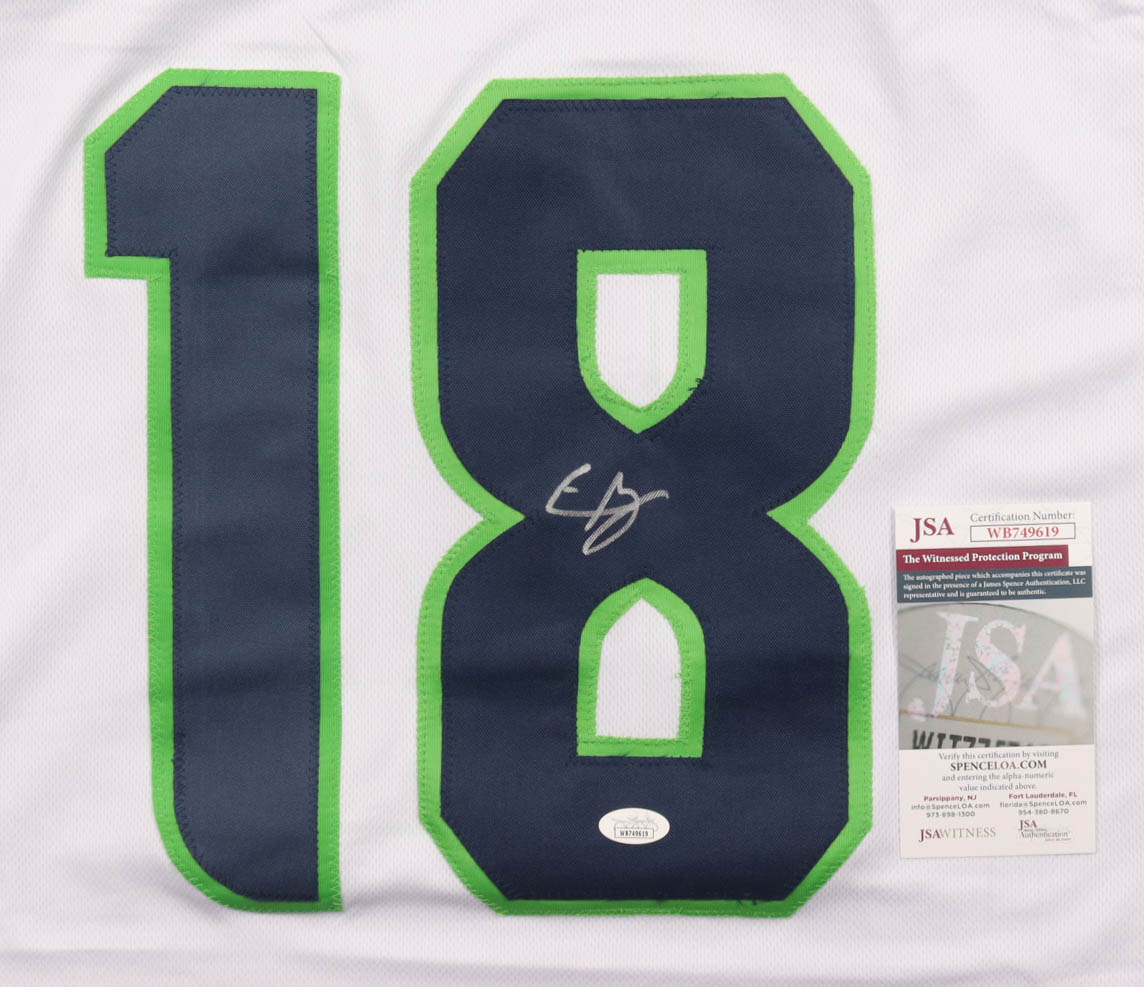 18
JSA
Certification Number:
WB749619
The Witnessed Protection Program
The autographed piece which accompanies this certificate was
signed in the presence of a James Spence Authentication, LLC
representative and is guaranteed to be authentic.
JSA
Verify this certification by visiting
SPENCELOA.COM
and entering the alpha-numeric
value indicated above.
Parsippany, NJ
info@SpenceLOA.com
973-898-1300
Fort Lauderdale, FL
florida@SpenceLOA.com
954-380-8670
JSAWITNESS
JSA
Authentication
WB749619